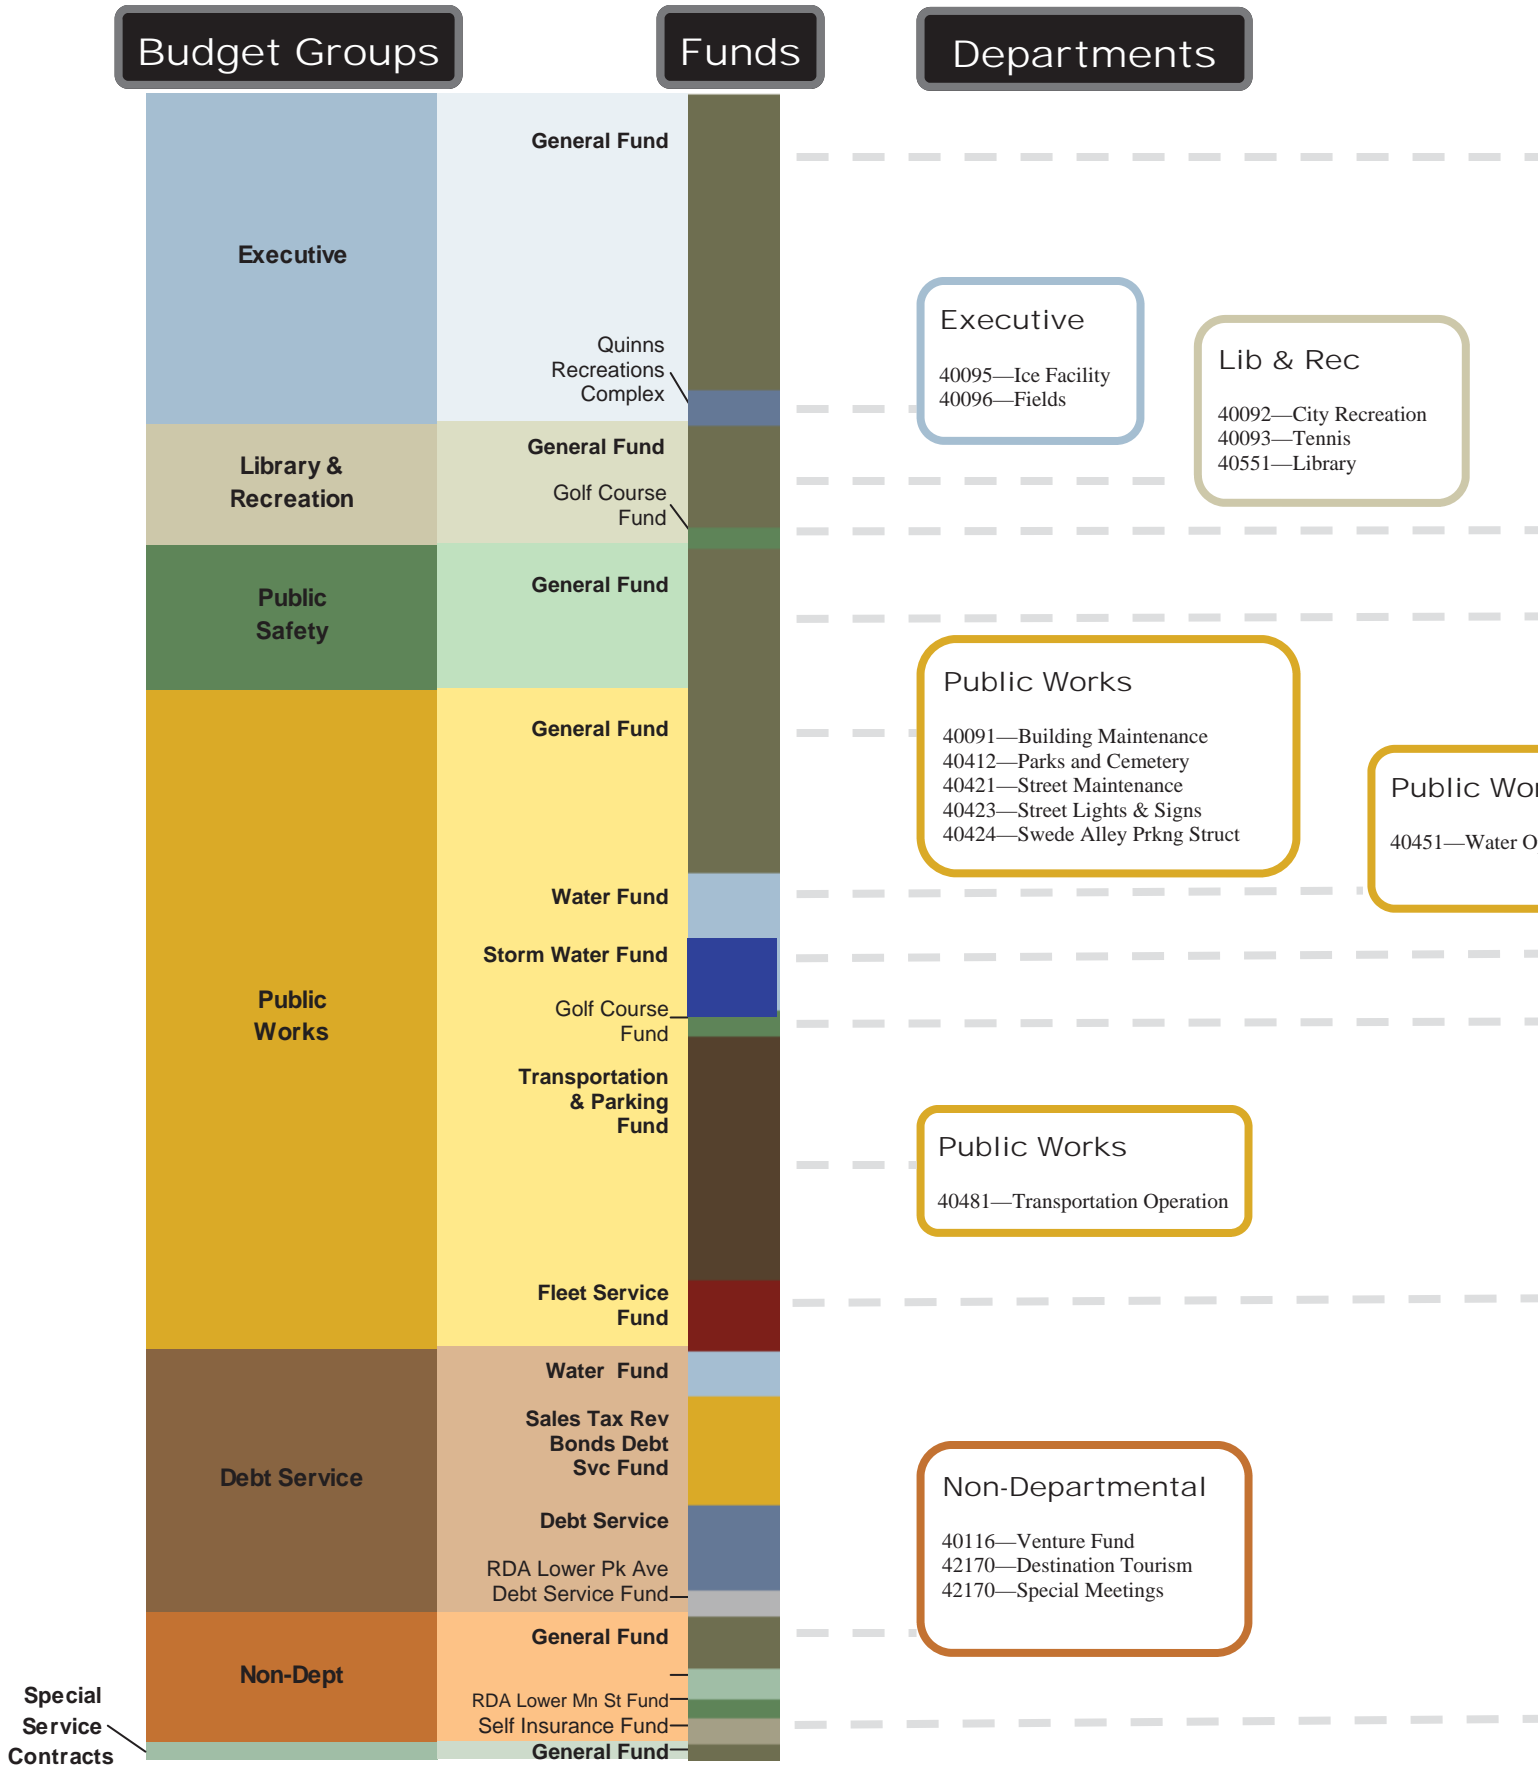 Budget Groups
Funds
Departments
Executive
General Fund
Quinns
Recreations
Complex
Library &
Recreation
General Fund
Golf Course
Fund
Public
Safety
General Fund
Public
Works
General Fund
Water Fund
Storm Water Fund
Golf Course
Fund
Transportation
& Parking
Fund
Fleet Service
Fund
Debt Service
Water Fund
Sales Tax Rev
Bonds Debt
Svc Fund
Debt Service
RDA Lower Pk Ave
Debt Service Fund
Non-Dept
General Fund
RDA Lower Mn St Fund
Self Insurance Fund
Special
Service
Contracts
General Fund
Executive
40095—Ice Facility
40096—Fields
Lib & Rec
40092—City Recreation
40093—Tennis
40551—Library
Public Works
40091—Building Maintenance
40412—Parks and Cemetery
40421—Street Maintenance
40423—Street Lights & Signs
40424—Swede Alley Prkng Struct
Public Wor
40451—Water O
Public Works
40481—Transportation Operation
Non-Departmental
40116—Venture Fund
42170—Destination Tourism
42170—Special Meetings